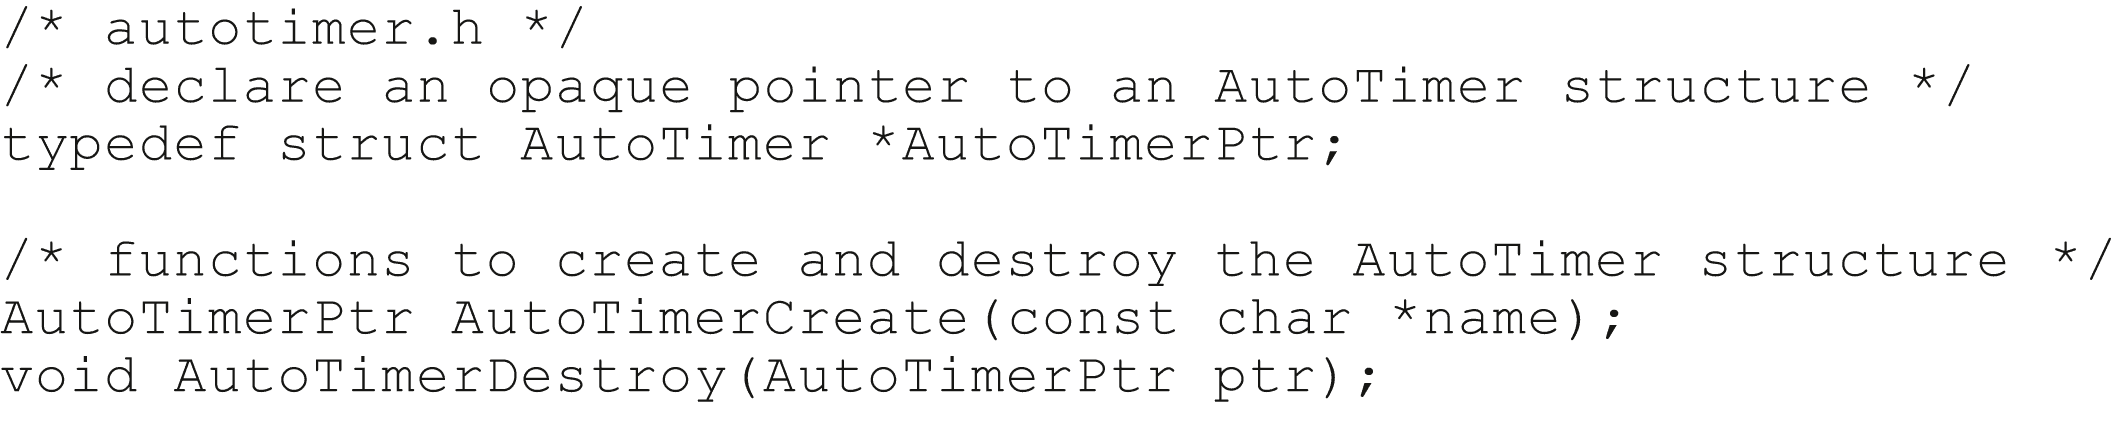 /* autotimer.h */
/* declare an opaque pointer to an AutoTimer structure */
typedef struct AutoTimer *AutoTimerPtr;
/* functions to create and destroy the AutoTimer structure */
AutoTimerPtr AutoTimerCreate(const char *name);
void AutoTimerDestroy(AutoTimerPtr ptr);